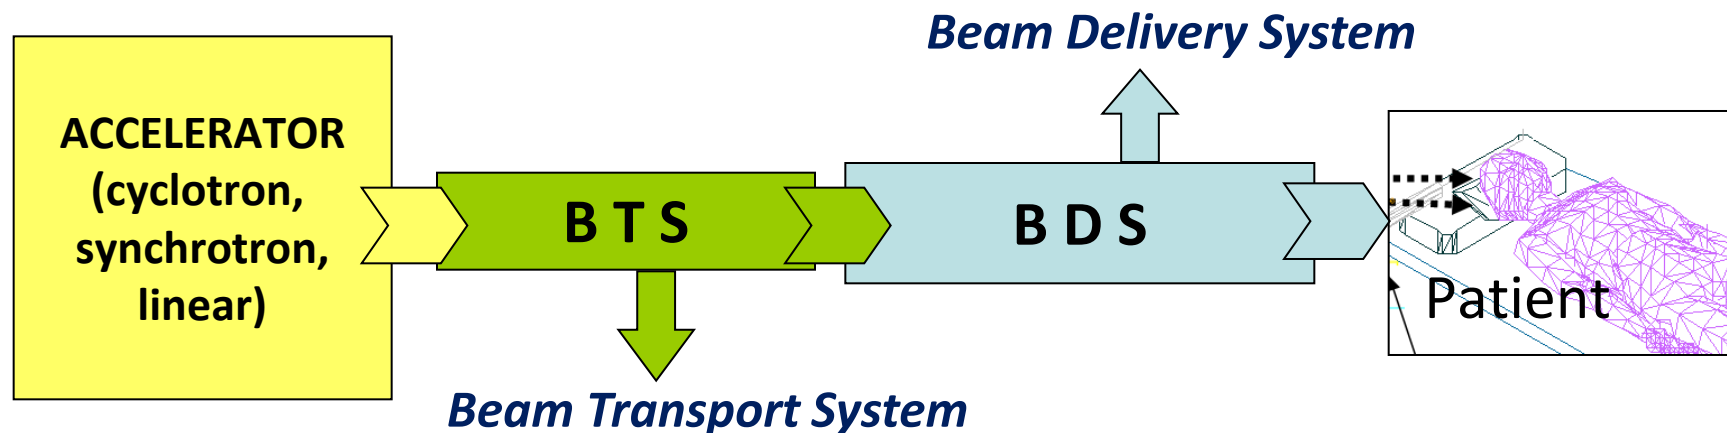 Beam Delivery System
ACCELERATOR
(cyclotron,
synchrotron,
linear)
B T S
B D S
Patient
Beam Transport System